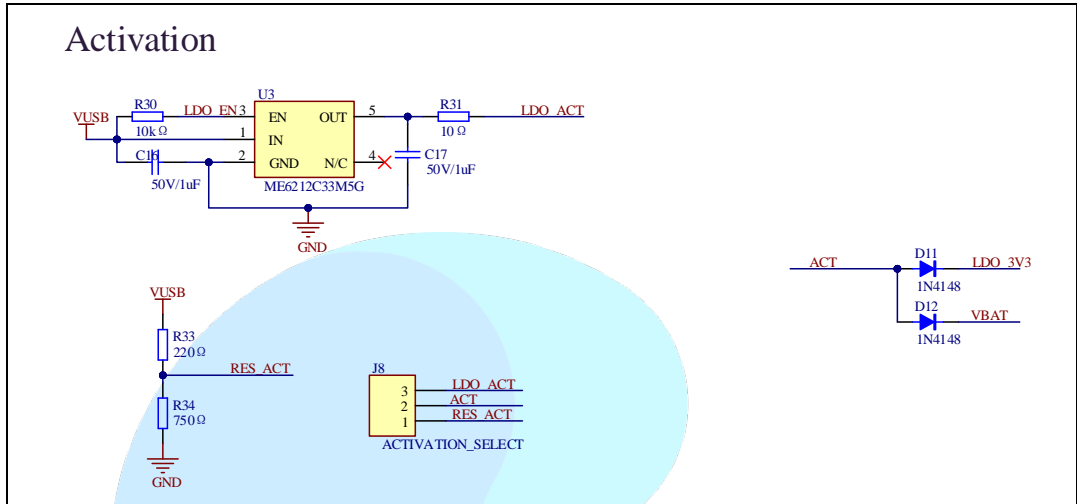 Activation
R30
U3
VUSB
LDO_EN 3
EN
OUT
5
R31
LDO_ACT
10kΩ
1
IN
10Ω
C16
2
GND
N/C
4
C17
50V/1uF
50V/1uF
ME6212C33M5G
GND
ACT
D11
LDO_3V3
1N4148
D12
VBAT
1N4148
VUSB
R33
220Ω
RES_ACT
R34
750Ω
GND
J8
3
LDO_ACT
2
ACT
1
RES_ACT
ACTIVATION_SELECT